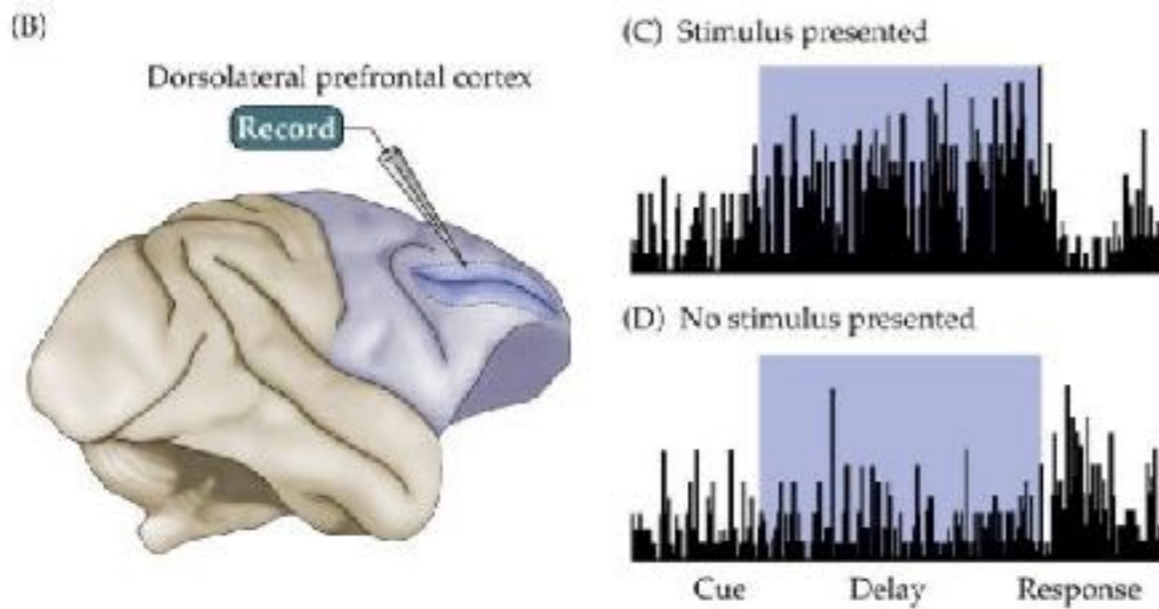 (B)
Dorsolateral prefrontal cortex
Record
(C) Stimulus presented
(D) No stimulus presented
Cue Delay Response